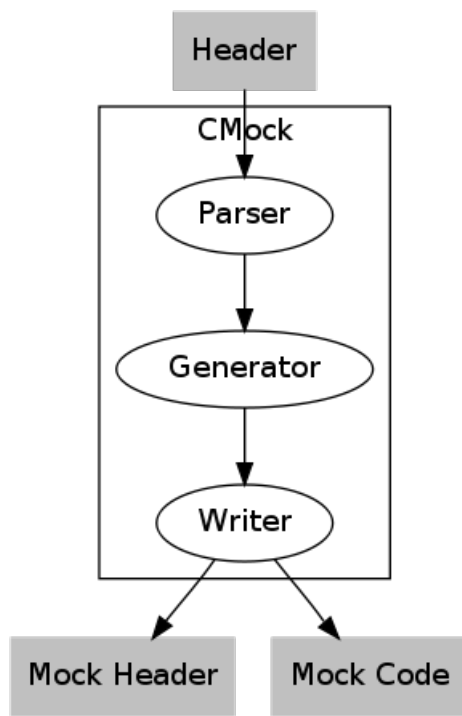 Header
CMock
Parser
Generator
Writer
Mock Header
Mock Code